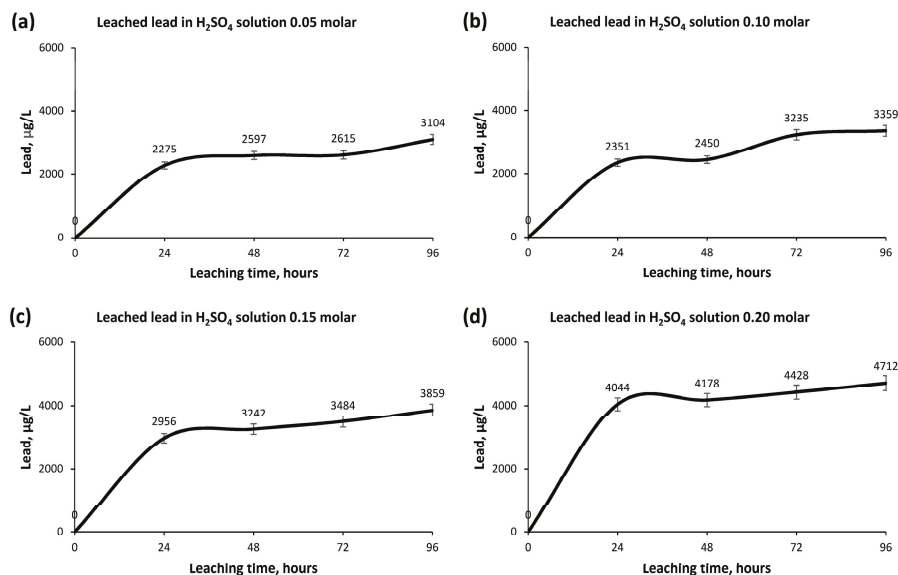 (a) Leached lead in H₂SO₄ solution 0.05 molar
6000
4000
2000
0
Lead, µg/L
0
2275
2597
2615
3104
0 24 48 72 96
Leaching time, hours
(b) Leached lead in H₂SO₄ solution 0.10 molar
6000
4000
2000
0
Lead, µg/L
0
2351
2450
3235
3359
0 24 48 72 96
Leaching time, hours
(c) Leached lead in H₂SO₄ solution 0.15 molar
6000
4000
2000
0
Lead, µg/L
0
2956
3242
3484
3859
0 24 48 72 96
Leaching time, hours
(d) Leached lead in H₂SO₄ solution 0.20 molar
6000
4000
2000
0
Lead, µg/L
0
4044
4178
4428
4712
0 24 48 72 96
Leaching time, hours